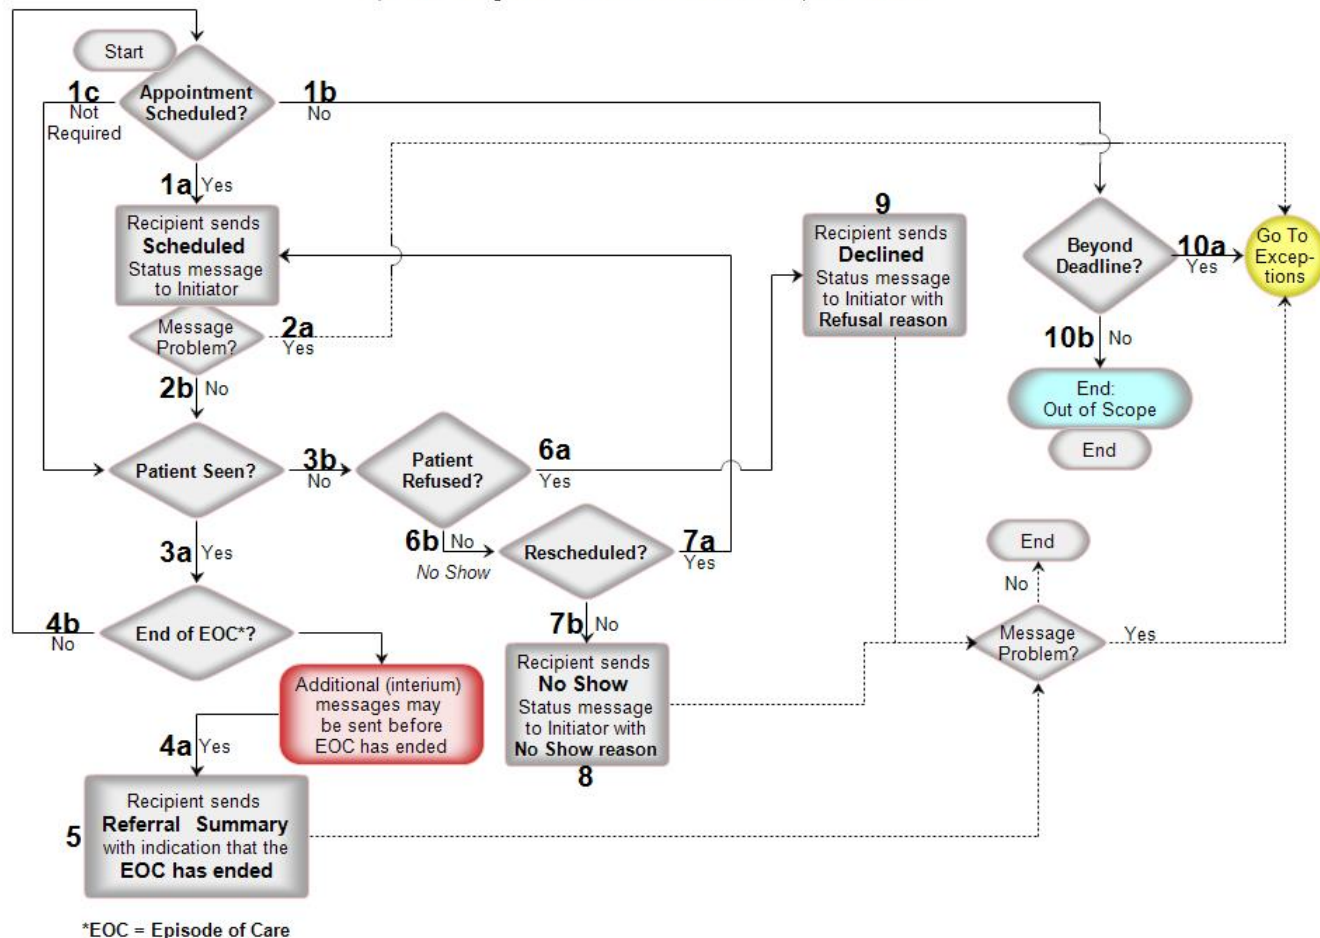 Start
Appointment
Scheduled?
1c
Not
Required
1b
No
1a Yes
Recipient sends
Scheduled
Status message
to Initiator
Message
Problem?
2a
Yes
2b No
Patient Seen?
3b
No
Patient
Refused?
6a
Yes
9
Recipient sends
Declined
Status message
to Initiator with
Refusal reason
Beyond
Deadline?
10a
Yes
Go To
Excep-
tions
10b No
End:
Out of Scope
End
3a Yes
6b No
No Show
Rescheduled?
7a
Yes
End of EOC*?
4b
No
7b No
Additional (interium)
messages may
be sent before
EOC has ended
Recipient sends
No Show
Status message
to Initiator with
No Show reason
8
End
No
Message
Problem?
Yes
4a Yes
5
Recipient sends
Referral Summary
with indication that the
EOC has ended
*EOC = Episode of Care